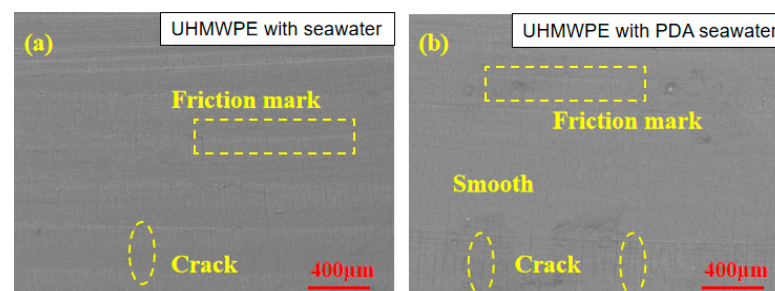 UHMWPE with seawater
(a)
Friction mark
Crack
400μm
UHMWPE with PDA seawater
(b)
Friction mark
Smooth
Crack
400μm